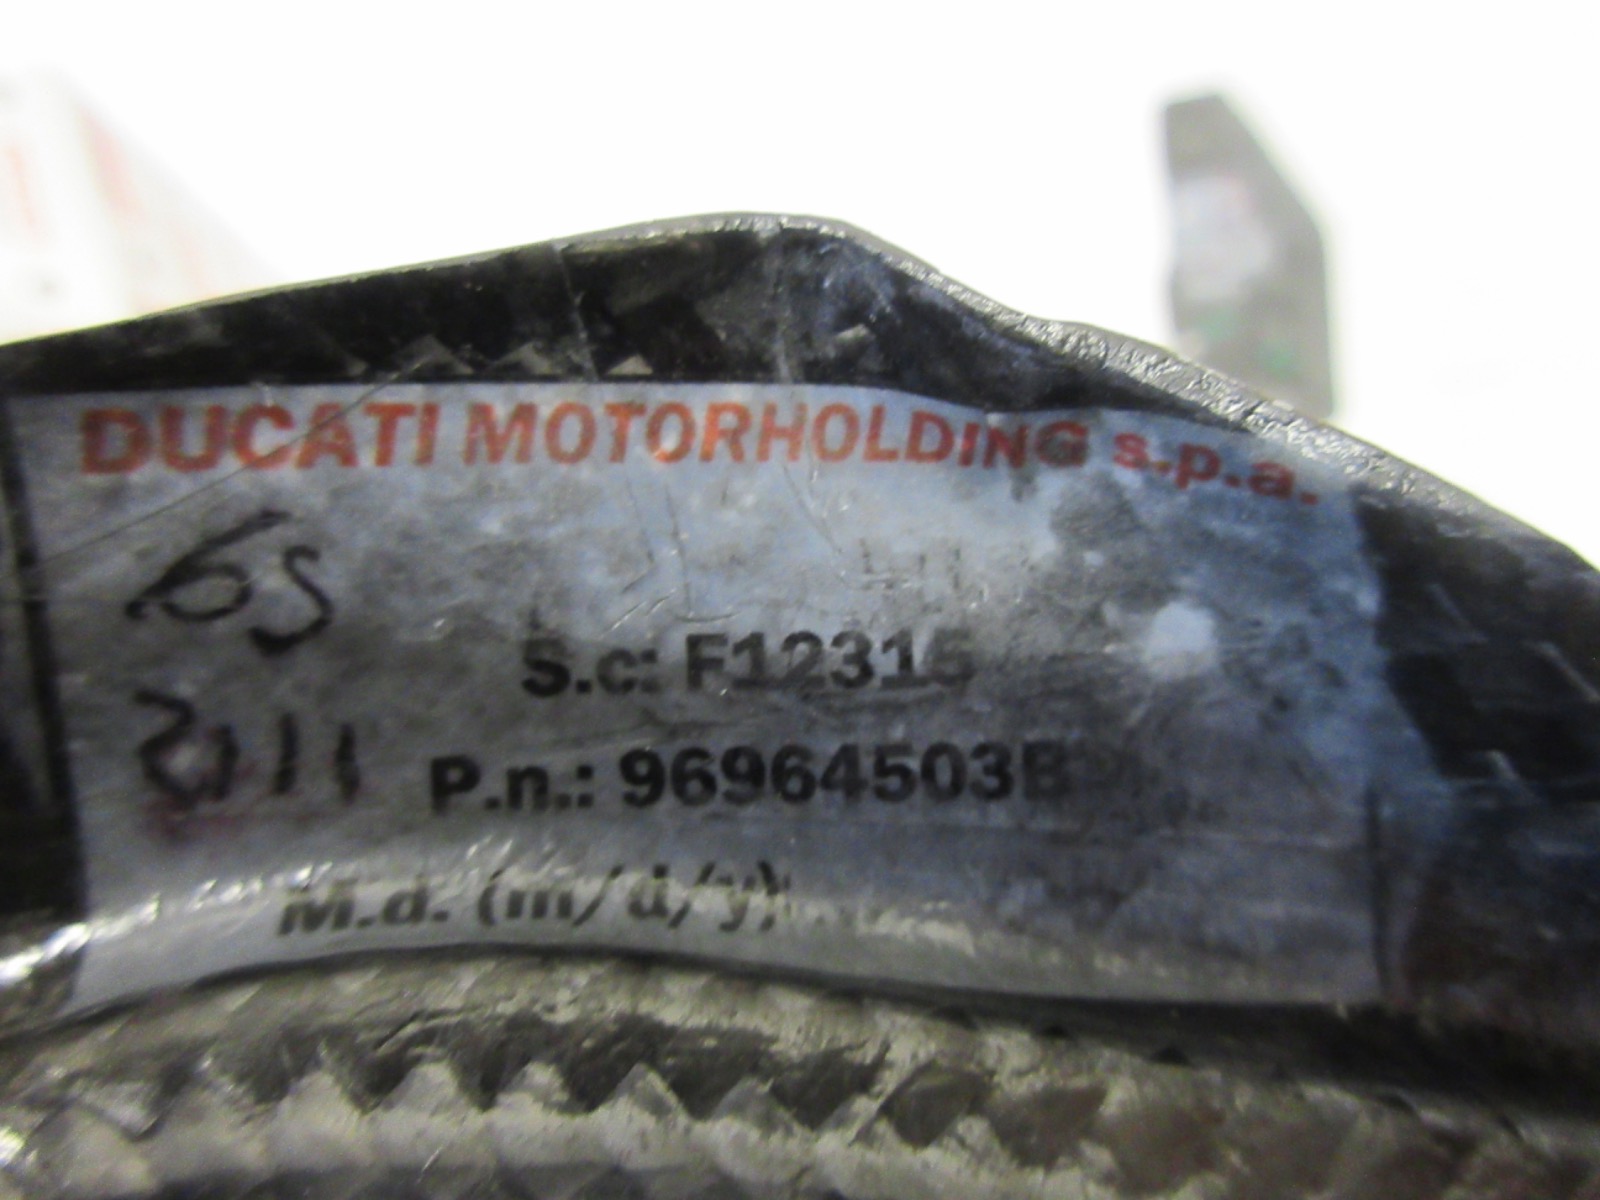 DUCATI MOTORHOLDING s.p.a.
S.c: F12315
P.n.: 96964503B
M.d. (m/d/y)